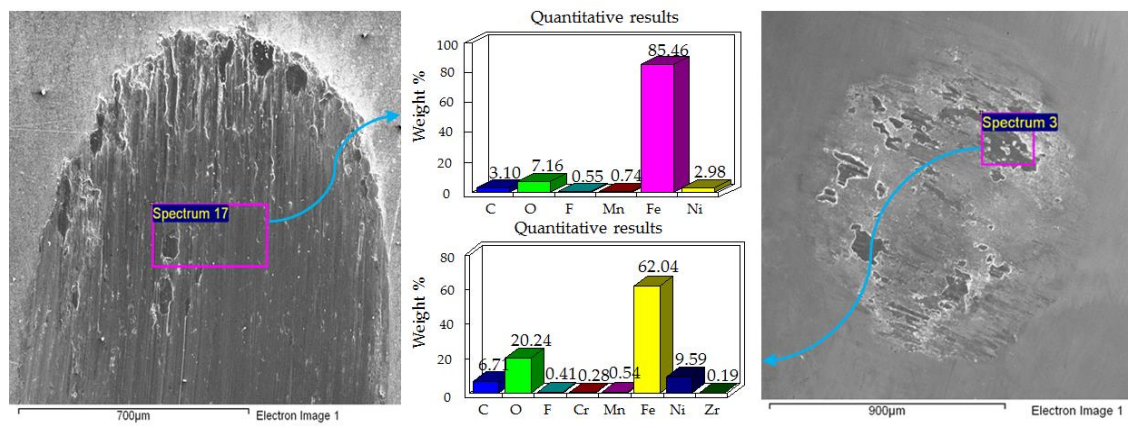 Spectrum 17
700µm
Electron Image 1
Quantitative results
Weight %
100
80
60
40
20
0
3.10
7.16
0.55
0.74
85.46
2.98
C O F Mn Fe Ni
Quantitative results
Weight %
80
60
40
20
0
6.71
20.24
0.41
0.28
0.54
62.04
9.59
0.19
C O F Cr Mn Fe Ni Zr
Spectrum 3
900µm
Electron Image 1